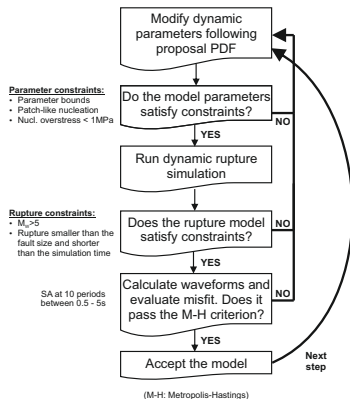 Modify dynamic
parameters following
proposal PDF
Parameter constraints:
• Parameter bounds
• Patch-like nucleation
• Nucl. overstress < 1MPa
Do the model parameters
satisfy constraints?
NO
YES
Run dynamic rupture
simulation
Rupture constraints:
• Mw>5
• Rupture smaller than the
fault size and shorter
than the simulation time
Does the rupture model
satisfy constraints?
NO
YES
SA at 10 periods
between 0.5 - 5s
Calculate waveforms and
evaluate misfit. Does it
pass the M-H criterion?
NO
YES
Accept the model
Next
step
(M-H: Metropolis-Hastings)